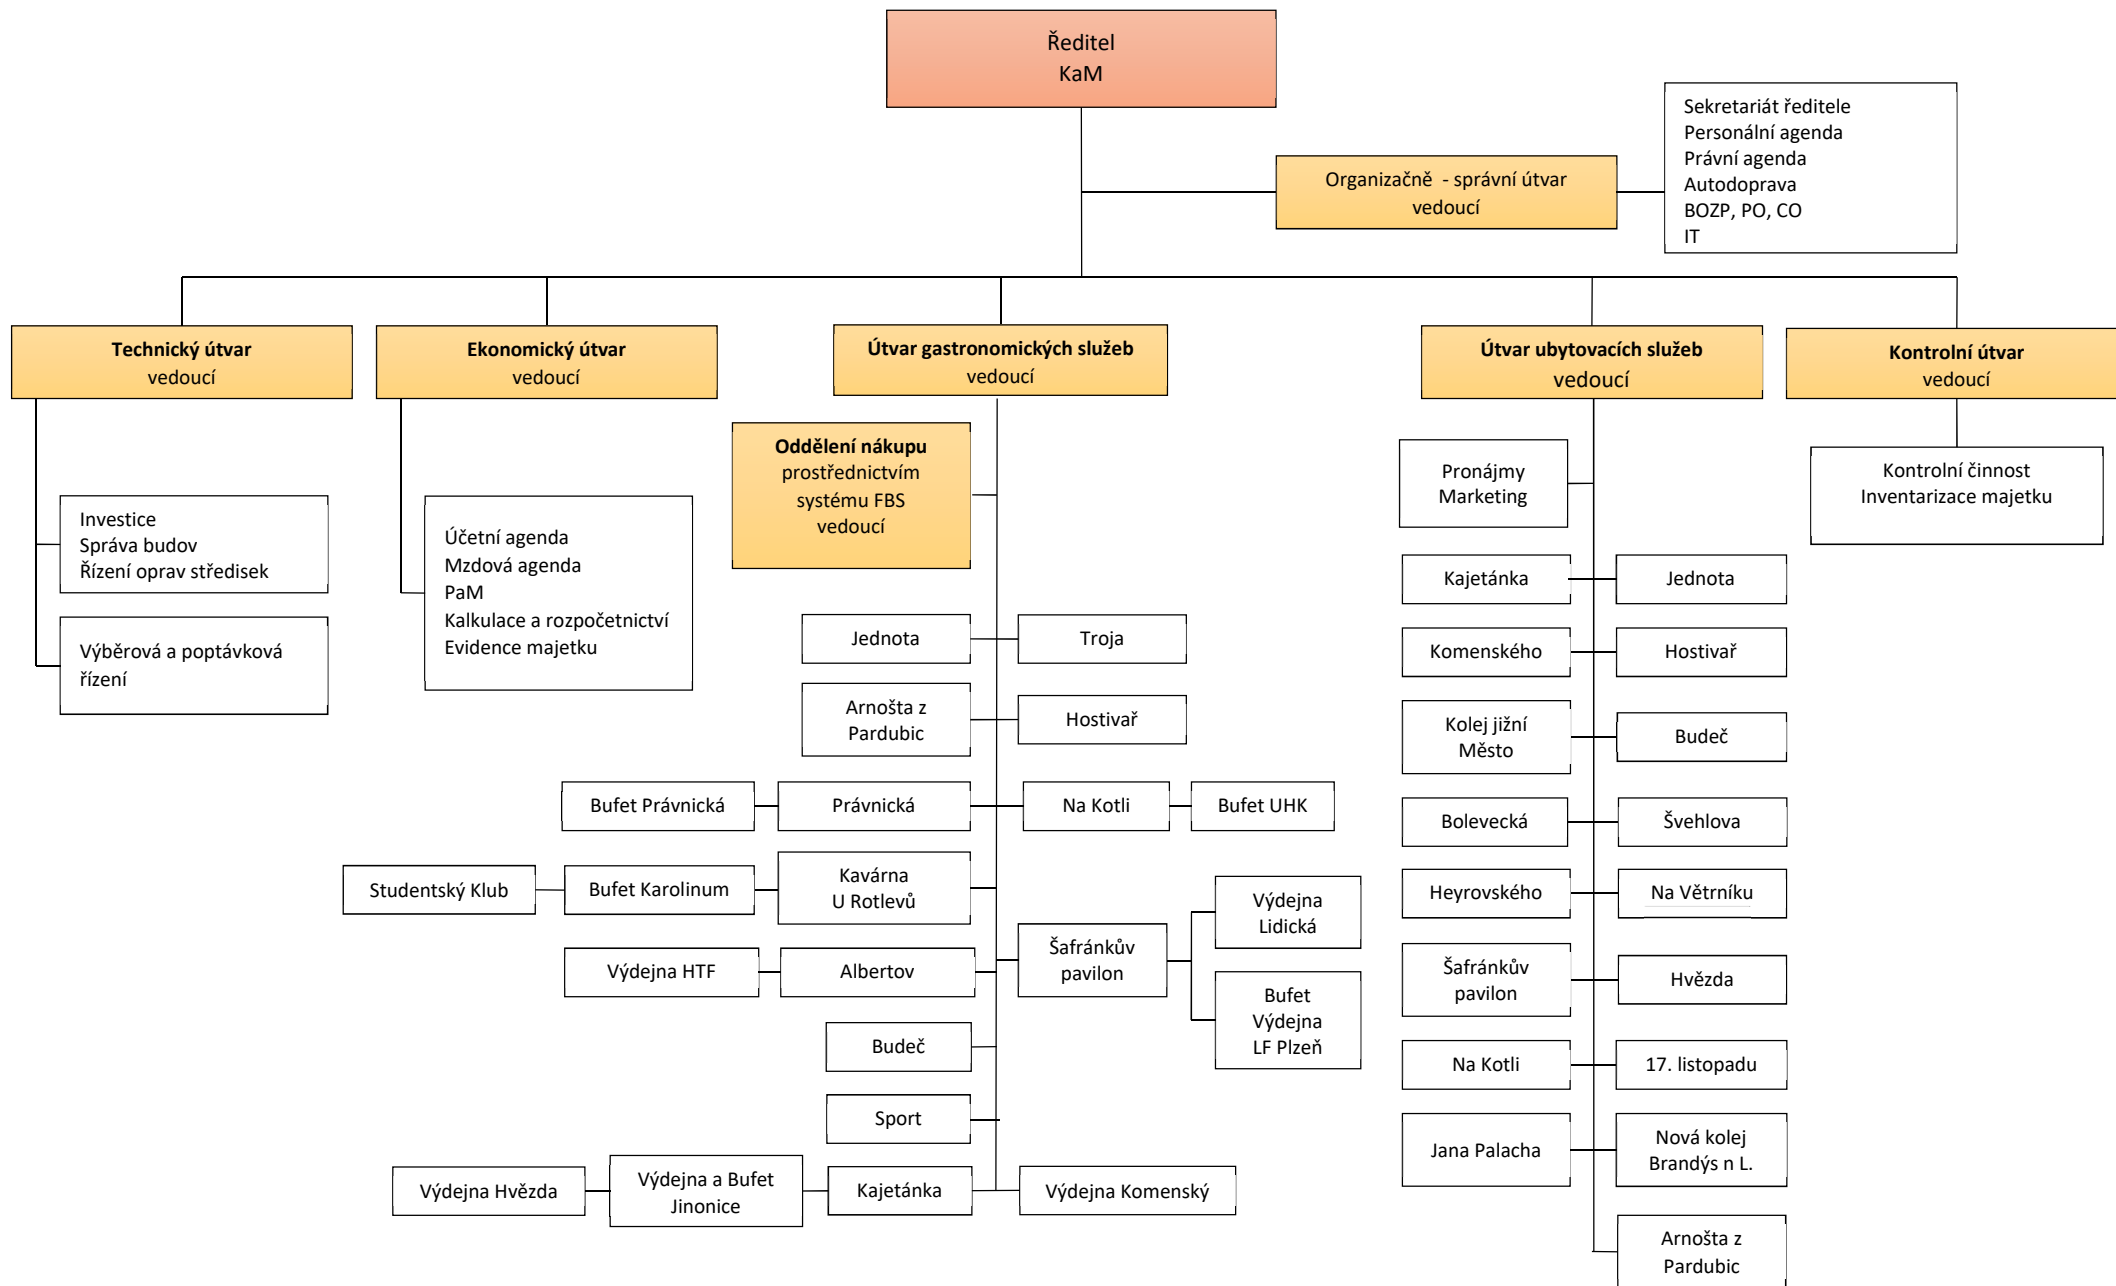 Ředitel
KaM
Sekretariát ředitele
Personální agenda
Právní agenda
Autodoprava
BOZP, PO, CO
IT
Organizačně - správní útvar
vedoucí
Technický útvar
vedoucí
Ekonomický útvar
vedoucí
Útvar gastronomických služeb
vedoucí
Útvar ubytovacích služeb
vedoucí
Kontrolní útvar
vedoucí
Investice
Správa budov
Řízení oprav středisek
Výběrová a poptávková
řízení
Účetní agenda
Mzdová agenda
PaM
Kalkulace a rozpočetnictví
Evidence majetku
Oddělení nákupu
prostřednictvím
systému FBS
vedoucí
Jednota
Troja
Arnošta z
Pardubic
Hostivař
Bufet Právnická
Právnická
Na Kotli
Bufet UHK
Studentský Klub
Bufet Karolinum
Kavárna
U Rotlevů
Výdejna HTF
Albertov
Šafránkův
pavilon
Výdejna
Lidická
Bufet
Výdejna
LF Plzeň
Budeč
Sport
Výdejna Hvězda
Výdejna a Bufet
Jinonice
Kajetánka
Výdejna Komenský
Pronájmy
Marketing
Kajetánka
Jednota
Komenského
Hostivař
Kolej jižní
Město
Budeč
Bolevecká
Švehlova
Heyrovského
Na Větrníku
Šafránkův
pavilon
Hvězda
Na Kotli
17. listopadu
Jana Palacha
Nová kolej
Brandýs n L.
Arnošta z
Pardubic
Kontrolní činnost
Inventarizace majetku